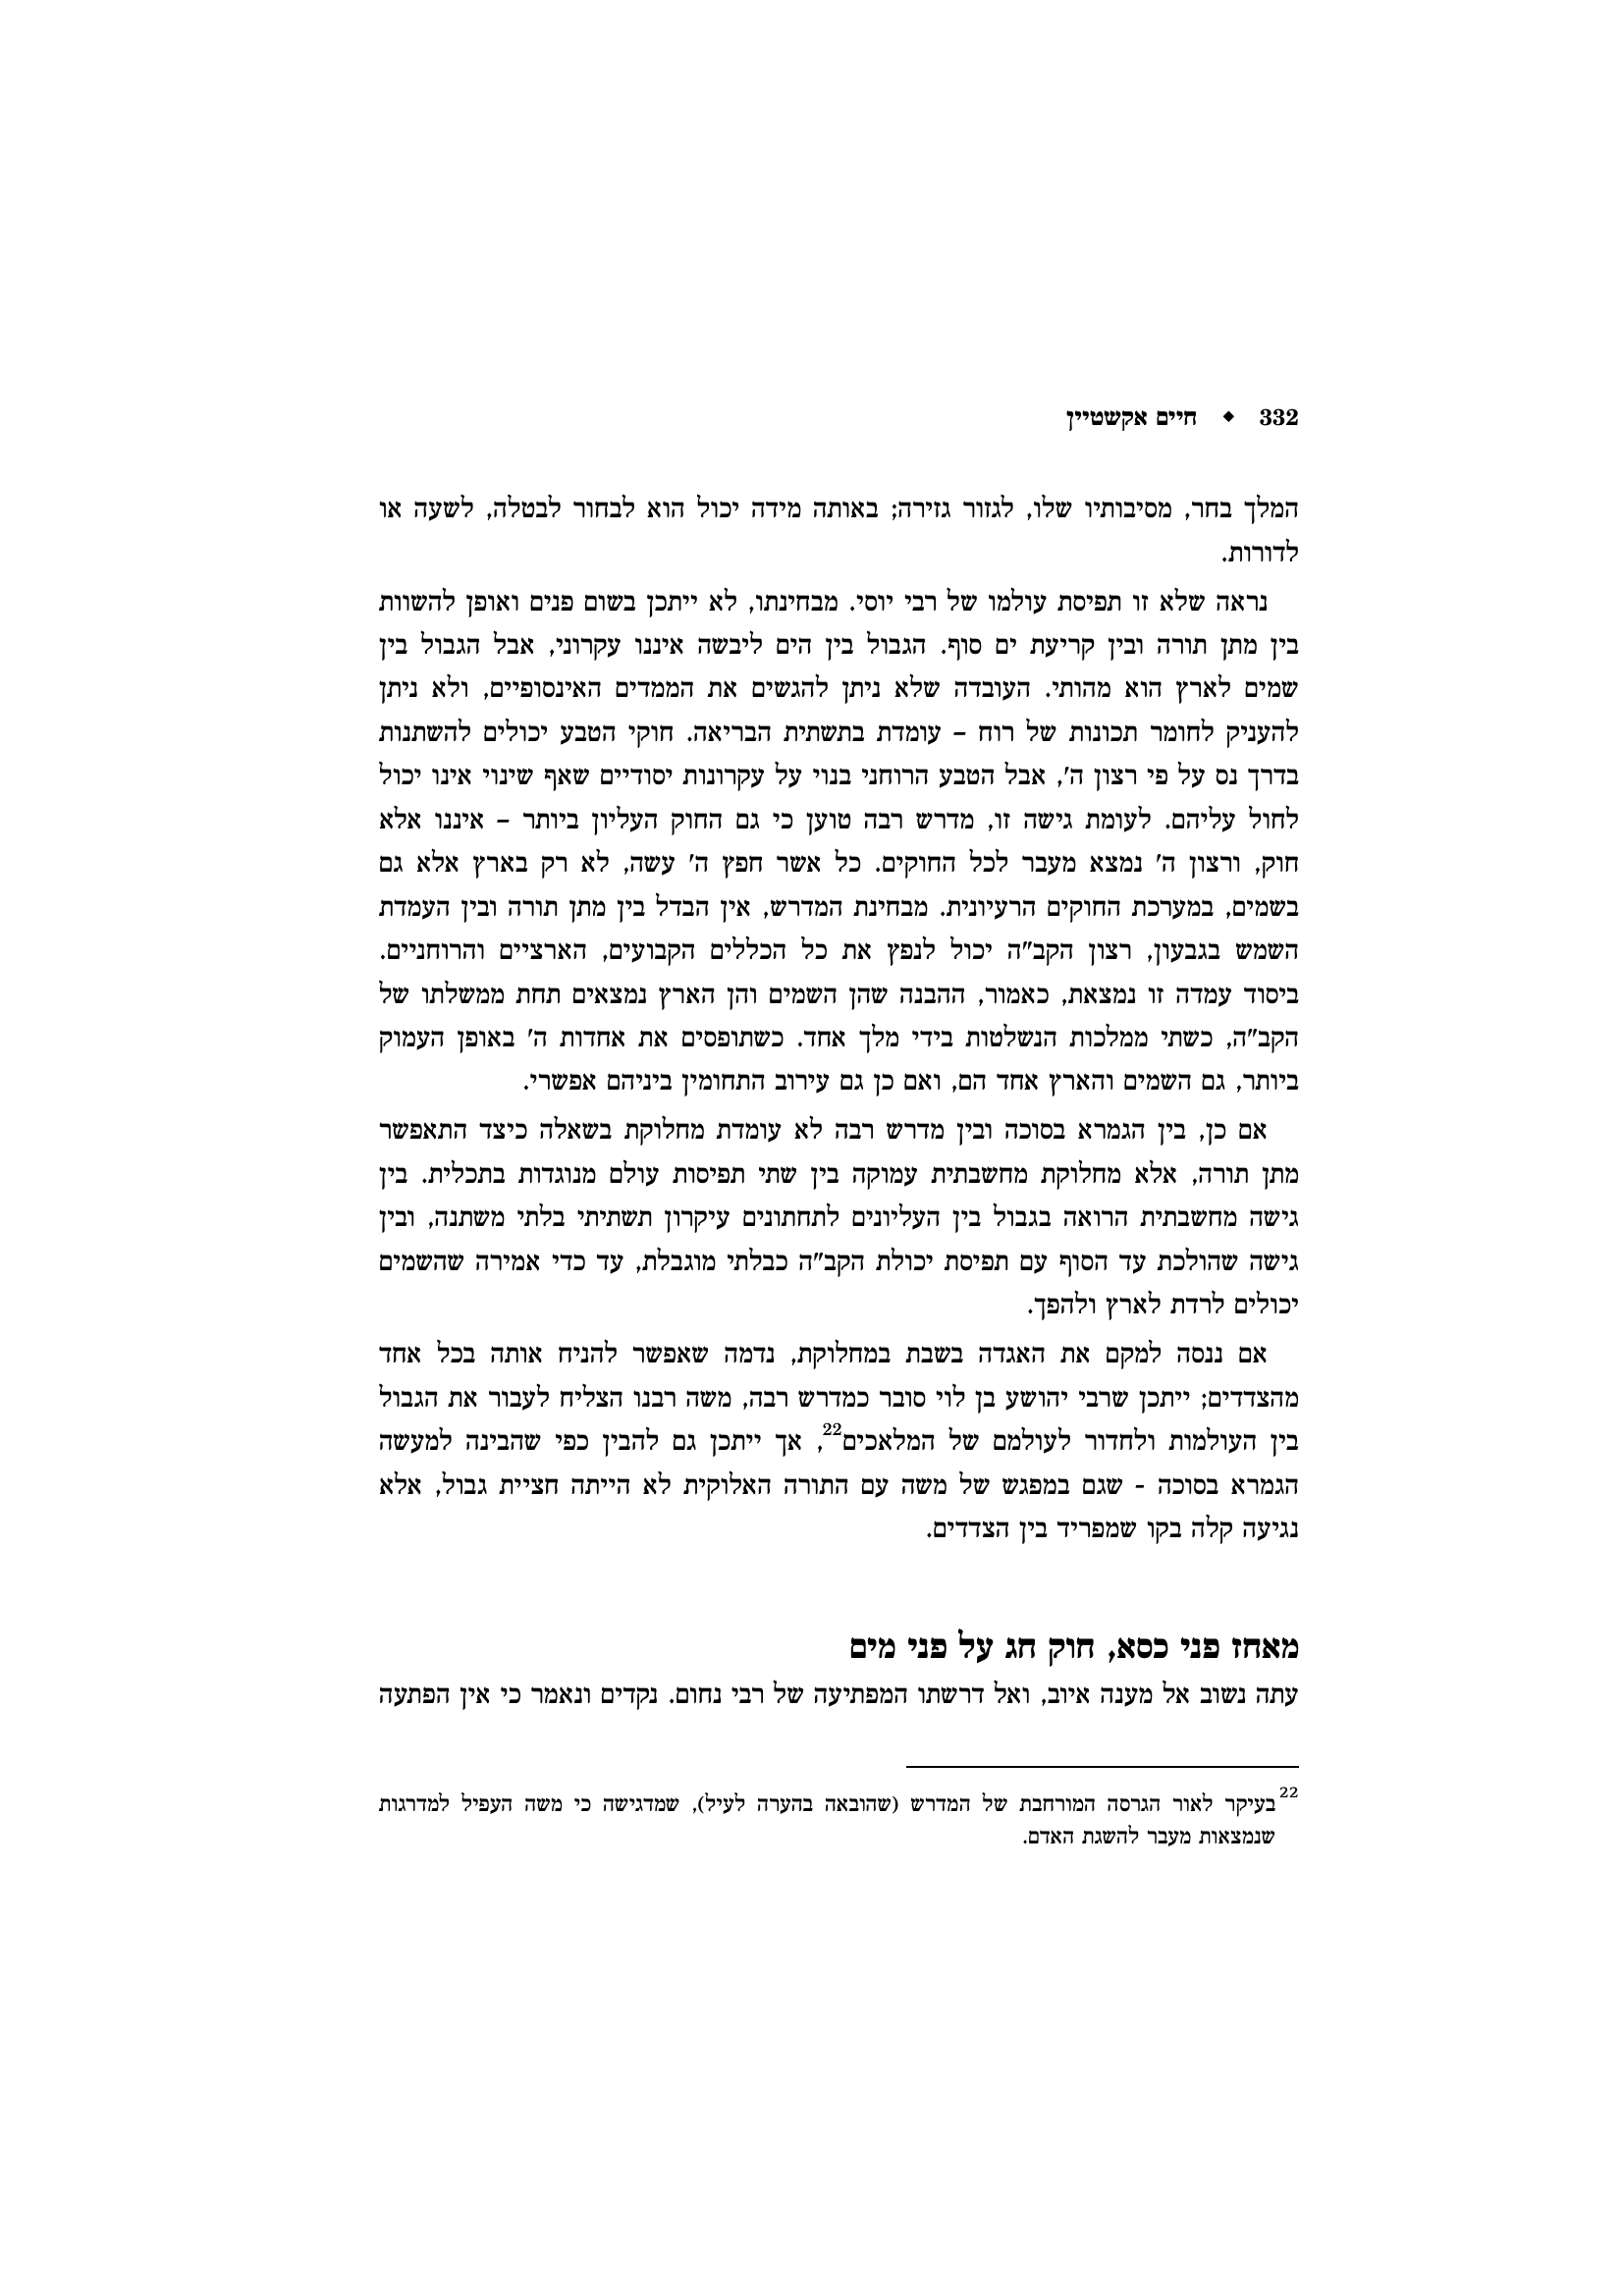 332 ◆ חיים אקשטיין
המלך בחר, מסיבותיו שלו, לגזור גזירה; באותה מידה יכול הוא לבחור לבטלה, לשעה או
לדורות.
נראה שלא זו תפיסת עולמו של רבי יוסי. מבחינתו, לא ייתכן בשום פנים ואופן להשוות
בין מתן תורה ובין קריעת ים סוף. הגבול בין הים ליבשה איננו עקרוני, אבל הגבול בין
שמים לארץ הוא מהותי. העובדה שלא ניתן להגשים את הממדים האינסופיים, ולא ניתן
להעניק לחומר תכונות של רוח – עומדת בתשתית הבריאה. חוקי הטבע יכולים להשתנות
בדרך נס על פי רצון ה', אבל הטבע הרוחני בנוי על עקרונות יסודיים שאף שינוי אינו יכול
לחול עליהם. לעומת גישה זו, מדרש רבה טוען כי גם החוק העליון ביותר – איננו אלא
חוק, ורצון ה' נמצא מעבר לכל החוקים. כל אשר חפץ ה' עשה, לא רק בארץ אלא גם
בשמים, במערכת החוקים הרעיונית. מבחינת המדרש, אין הבדל בין מתן תורה ובין העמדת
השמש בגבעון, רצון הקב"ה יכול לנפץ את כל הכללים הקבועים, הארציים והרוחניים.
ביסוד עמדה זו נמצאת, כאמור, ההבנה שהן השמים והן הארץ נמצאים תחת ממשלתו של
הקב"ה, כשתי ממלכות הנשלטות בידי מלך אחד. כשתופסים את אחדות ה' באופן העמוק
ביותר, גם השמים והארץ אחד הם, ואם כן גם עירוב התחומין ביניהם אפשרי.
אם כן, בין הגמרא בסוכה ובין מדרש רבה לא עומדת מחלוקת בשאלה כיצד התאפשר
מתן תורה, אלא מחלוקת מחשבתית עמוקה בין שתי תפיסות עולם מנוגדות בתכלית. בין
גישה מחשבתית הרואה בגבול בין העליונים לתחתונים עיקרון תשתיתי בלתי משתנה, ובין
גישה שהולכת עד הסוף עם תפיסת יכולת הקב"ה כבלתי מוגבלת, עד כדי אמירה שהשמים
יכולים לרדת לארץ ולהפך.
אם ננסה למקם את האגדה בשבת במחלוקת, נדמה שאפשר להניח אותה בכל אחד
מהצדדים; ייתכן שרבי יהושע בן לוי סובר כמדרש רבה, משה רבנו הצליח לעבור את הגבול
בין העולמות ולחדור לעולמם של המלאכים22, אך ייתכן גם להבין כפי שהבינה למעשה
הגמרא בסוכה - שגם במפגש של משה עם התורה האלוקית לא הייתה חציית גבול, אלא
נגיעה קלה בקו שמפריד בין הצדדים.
מאחז פני כסא, חוק חג על פני מים
עתה נשוב אל מענה איוב, ואל דרשתו המפתיעה של רבי נחום. נקדים ונאמר כי אין הפתעה
22 בעיקר לאור הגרסה המורחבת של המדרש (שהובאה בהערה לעיל), שמדגישה כי משה העפיל למדרגות
שנמצאות מעבר להשגת האדם.